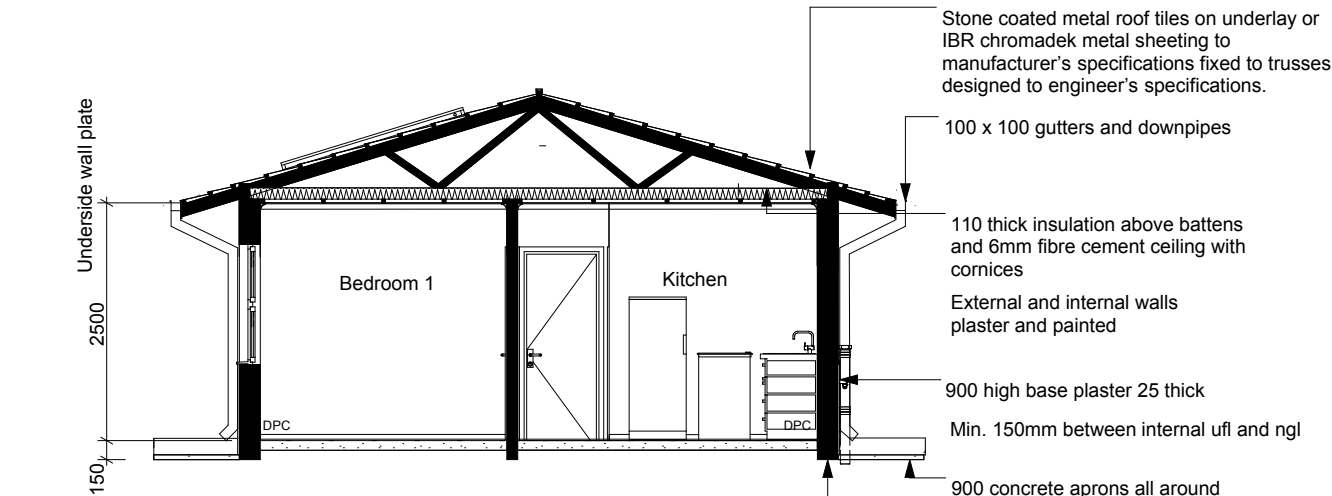 Stone coated metal roof tiles on underlay or
IBR chromadek metal sheeting to
manufacturer's specifications fixed to trusses
designed to engineer's specifications.
100 x 100 gutters and downpipes
Underside wall plate
2500
150
Bedroom 1
Kitchen
DPC
DPC
110 thick insulation above battens
and 6mm fibre cement ceiling with
cornices
External and internal walls
plaster and painted
900 high base plaster 25 thick
Min. 150mm between internal ufl and ngl
900 concrete aprons all around